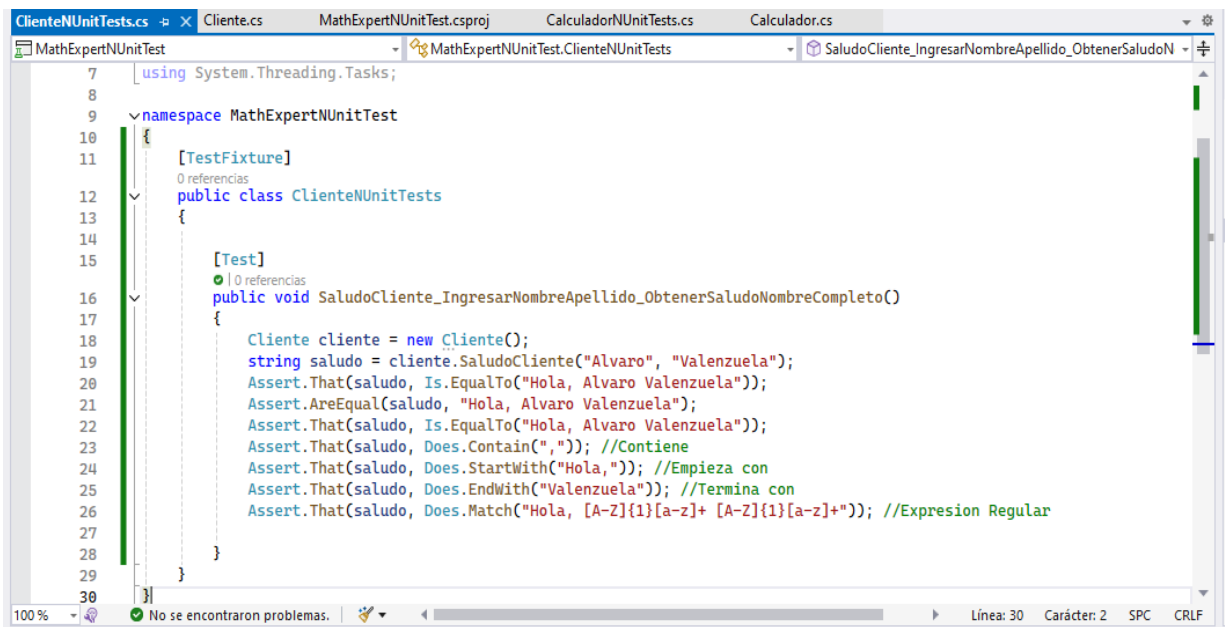 ClienteNUnitTests.cs Cliente.cs MathExpertNUnitTest.csproj CalculadorNUnitTests.cs Calculador.cs
MathExpertNUnitTest MathExpertNUnitTest.ClienteNUnitTests SaludoCliente_IngresarNombreApellido_ObtenerSaludoN
7 using System.Threading.Tasks;
8
9 namespace MathExpertNUnitTest
10 {
11 [TestFixture]
0 referencias
12 public class ClienteNUnitTests
13 {
14
15 [Test]
0 referencias
16 public void SaludoCliente_IngresarNombreApellido_ObtenerSaludoNombreCompleto()
17 {
18 Cliente cliente = new Cliente();
19 string saludo = cliente.SaludoCliente("Alvaro", "Valenzuela");
20 Assert.That(saludo, Is.EqualTo("Hola, Alvaro Valenzuela"));
21 Assert.AreEqual(saludo, "Hola, Alvaro Valenzuela");
22 Assert.That(saludo, Is.EqualTo("Hola, Alvaro Valenzuela"));
23 Assert.That(saludo, Does.Contain(",")); //Contiene
24 Assert.That(saludo, Does.StartWith("Hola,")); //Empieza con
25 Assert.That(saludo, Does.EndWith("Valenzuela")); //Termina con
26 Assert.That(saludo, Does.Match("Hola, [A-Z]{1}[a-z]+ [A-Z]{1}[a-z]+")); //Expresion Regular
27
28 }
29 }
30 }
100 % No se encontraron problemas. Línea: 30 Carácter: 2 SPC CRLF